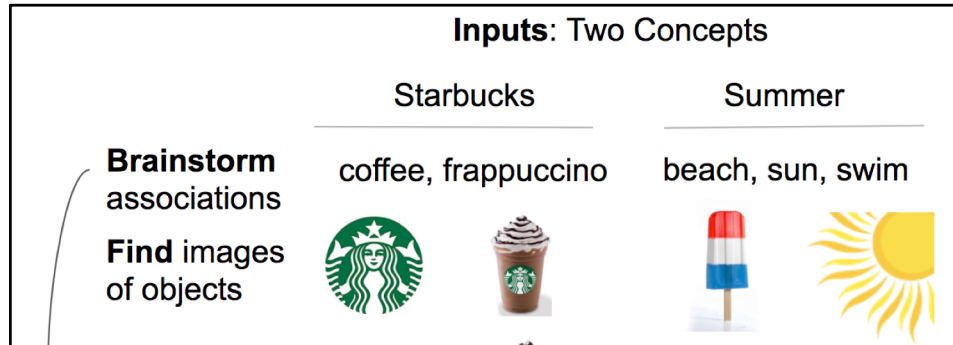 Inputs: Two Concepts
Starbucks
Summer
Brainstorm
associations
coffee, frappuccino
beach, sun, swim
Find images
of objects